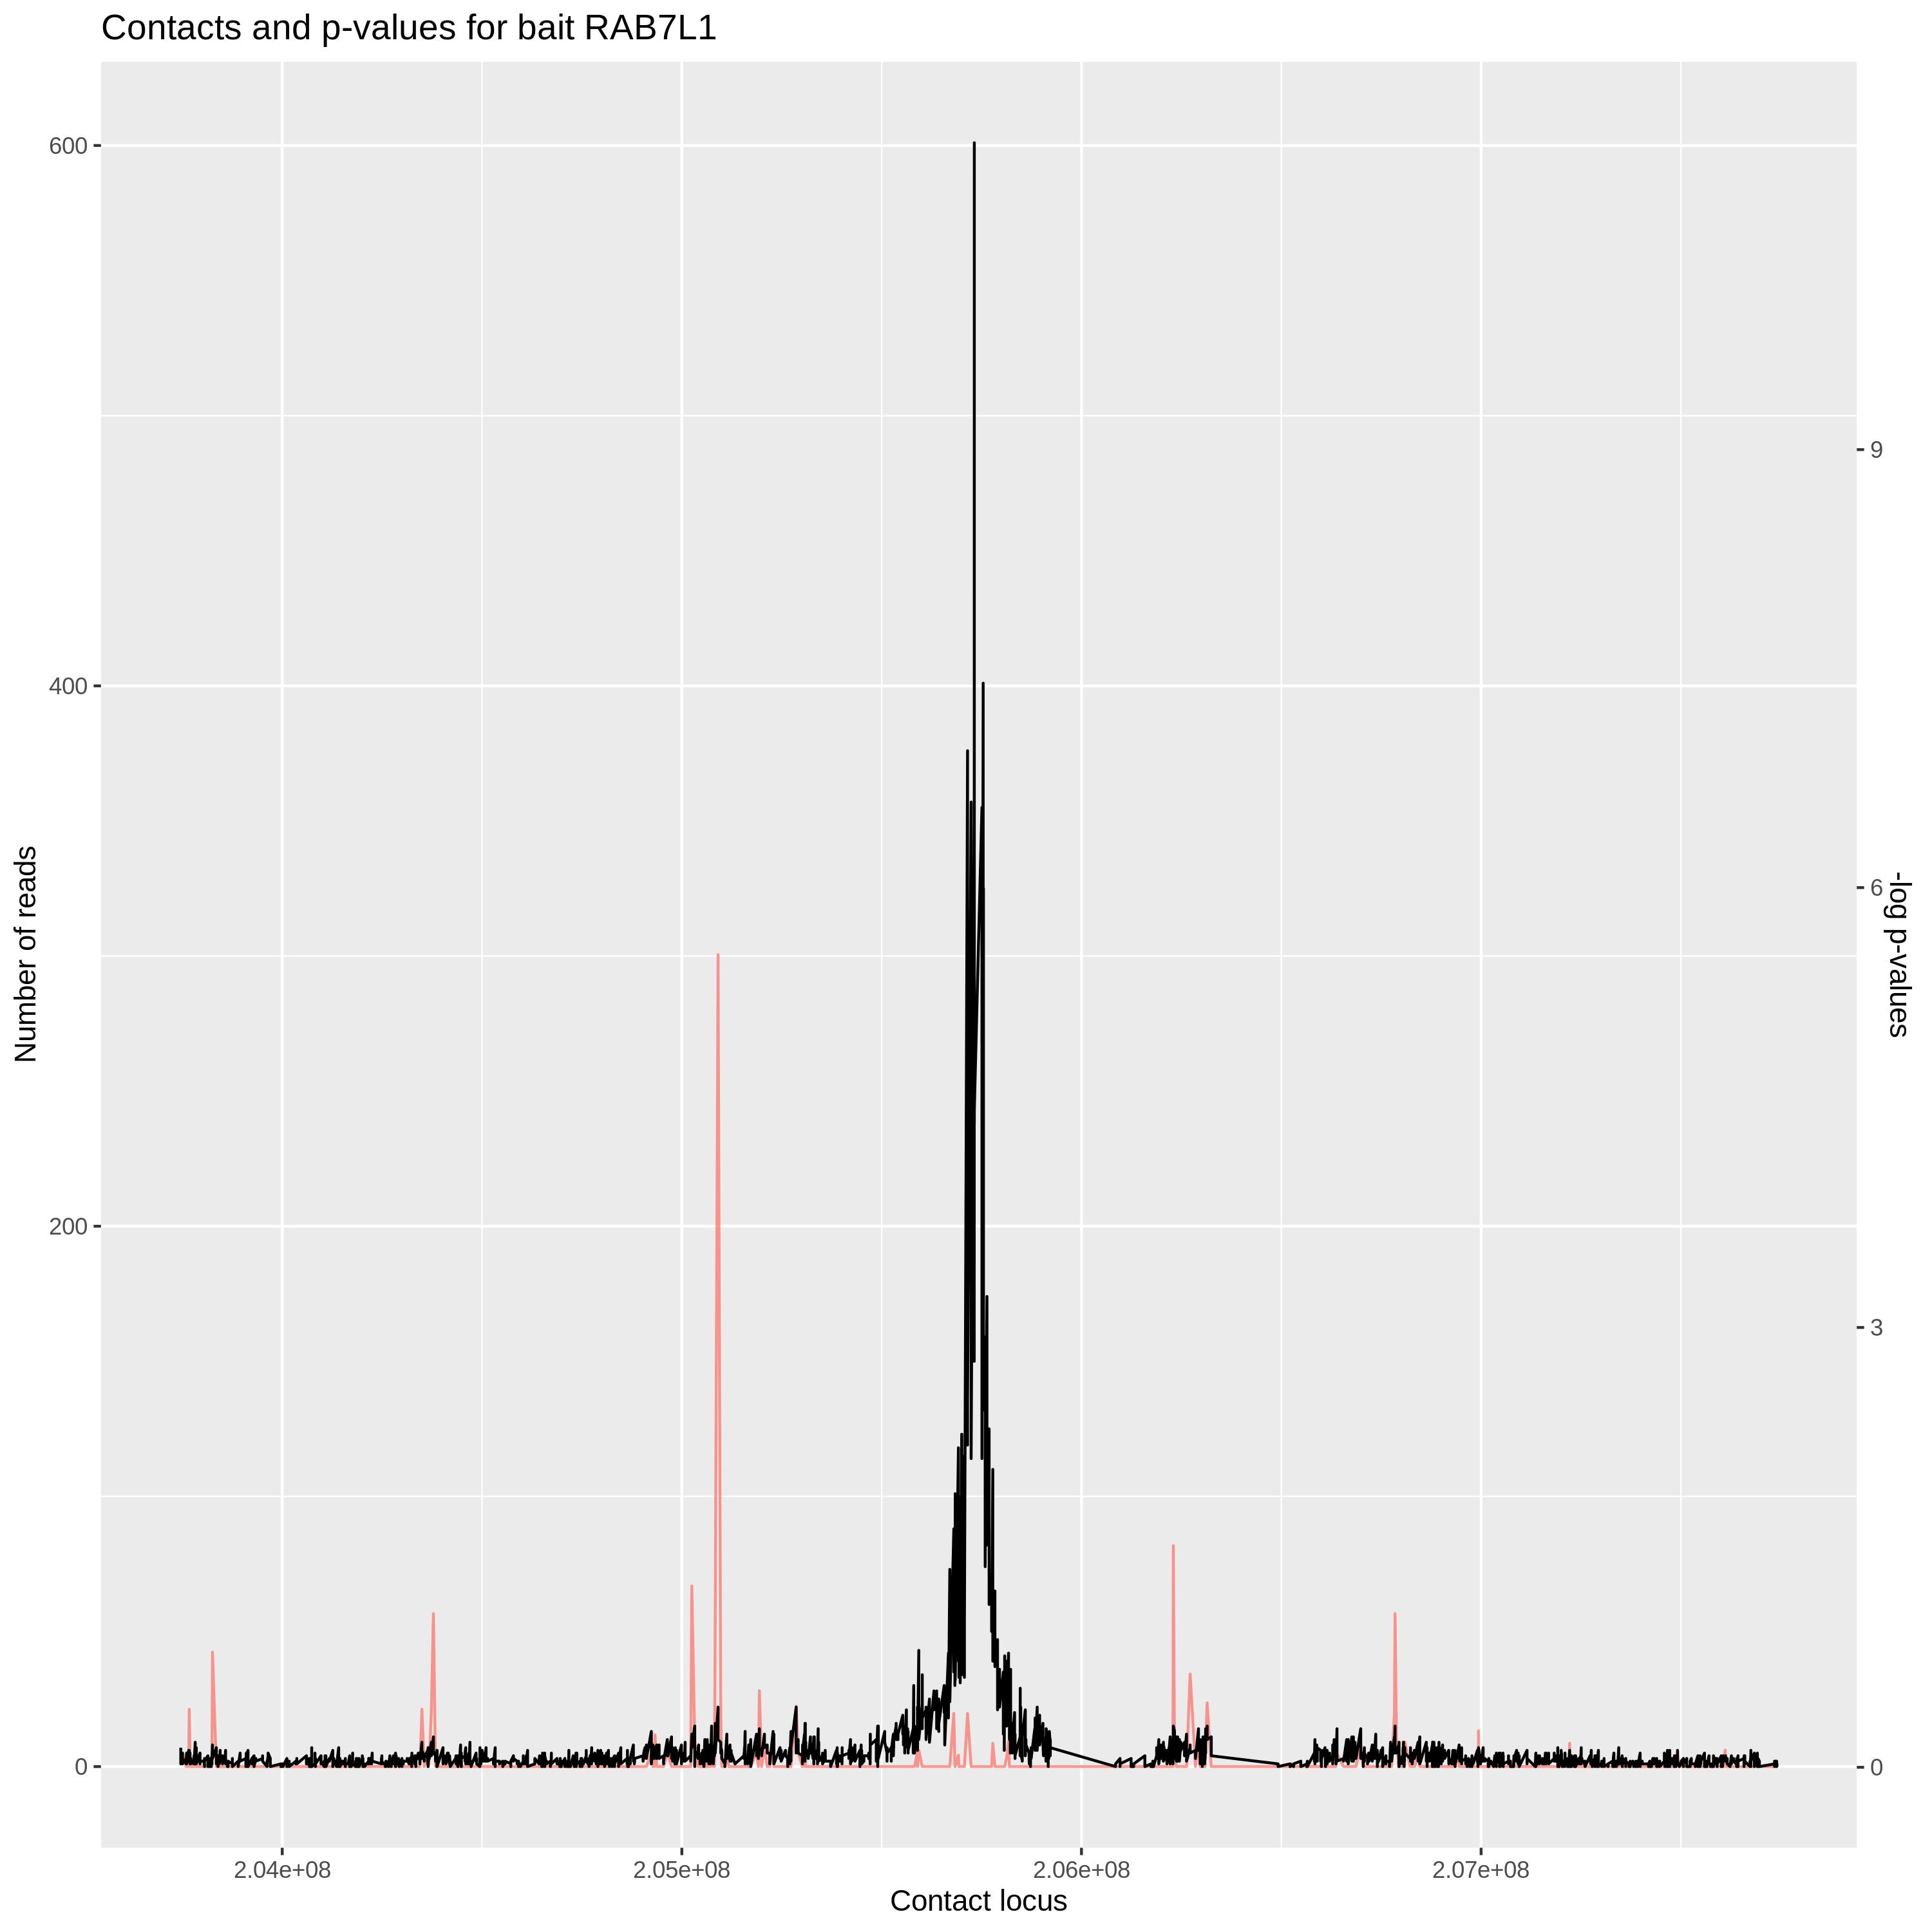 Contacts and p-values for bait RAB7L1
600
400
200
0
Number of reads
9
6
3
0
-log p-values
2.04e+08
2.05e+08
2.06e+08
2.07e+08
Contact locus